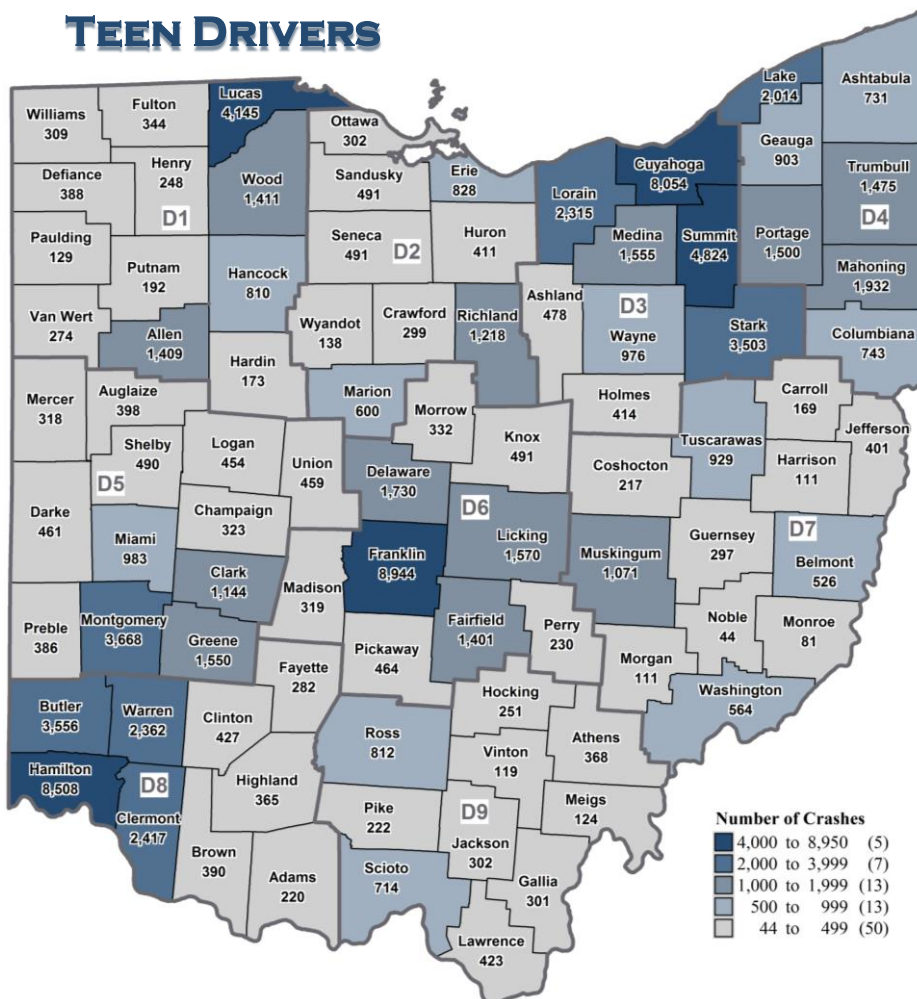 TEEN DRIVERS
Williams
309
Fulton
344
Lucas
4,145
Ottawa
302
Lake
2,014
Ashtabula
731
Geauga
903
Cuyahoga
8,054
Trumbull
1,475
D4
Defiance
388
Henry
248
D1
Wood
1,411
Sandusky
491
Erie
828
Lorain
2,315
Medina
1,555
Summit
4,824
Portage
1,500
Mahoning
1,932
Paulding
129
Putnam
192
Hancock
810
Seneca
491
D2
Huron
411
Ashland
478
D3
Wayne
976
Stark
3,503
Columbiana
743
Van Wert
274
Allen
1,409
Hardin
173
Wyandot
138
Crawford
299
Richland
1,218
Mercer
318
Auglaize
398
Marion
600
Morrow
332
Holmes
414
Carroll
169
Jefferson
401
Shelby
490
D5
Logan
454
Union
459
Delaware
1,730
Knox
491
Coshocton
217
Tuscarawas
929
Harrison
111
Darke
461
Miami
983
Champaign
323
D6
Licking
1,570
Muskingum
1,071
Guernsey
297
D7
Belmont
526
Franklin
8,944
Clark
1,144
Madison
319
Preble
386
Montgomery
3,668
Greene
1,550
Fairfield
1,401
Perry
230
Noble
44
Monroe
81
Morgan
111
Pickaway
464
Fayette
282
Hocking
251
Washington
564
Butler
3,556
Warren
2,362
Clinton
427
Ross
812
Athens
368
Vinton
119
Hamilton
8,508
D8
Clermont
2,417
Highland
365
Pike
222
D9
Jackson
302
Meigs
124
Brown
390
Adams
220
Scioto
714
Gallia
301
Lawrence
423
Number of Crashes
4,000 to 8,950 (5)
2,000 to 3,999 (7)
1,000 to 1,999 (13)
500 to 999 (13)
44 to 499 (50)